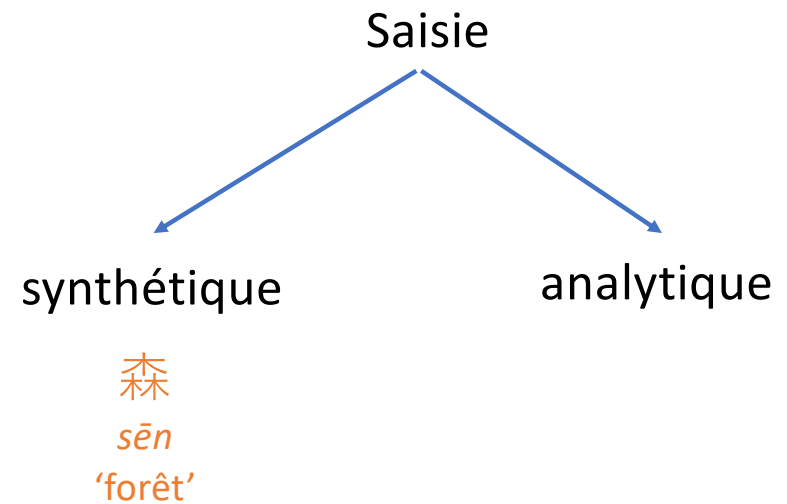 Saisie
synthétique
analytique
森
sēn
‘forêt’